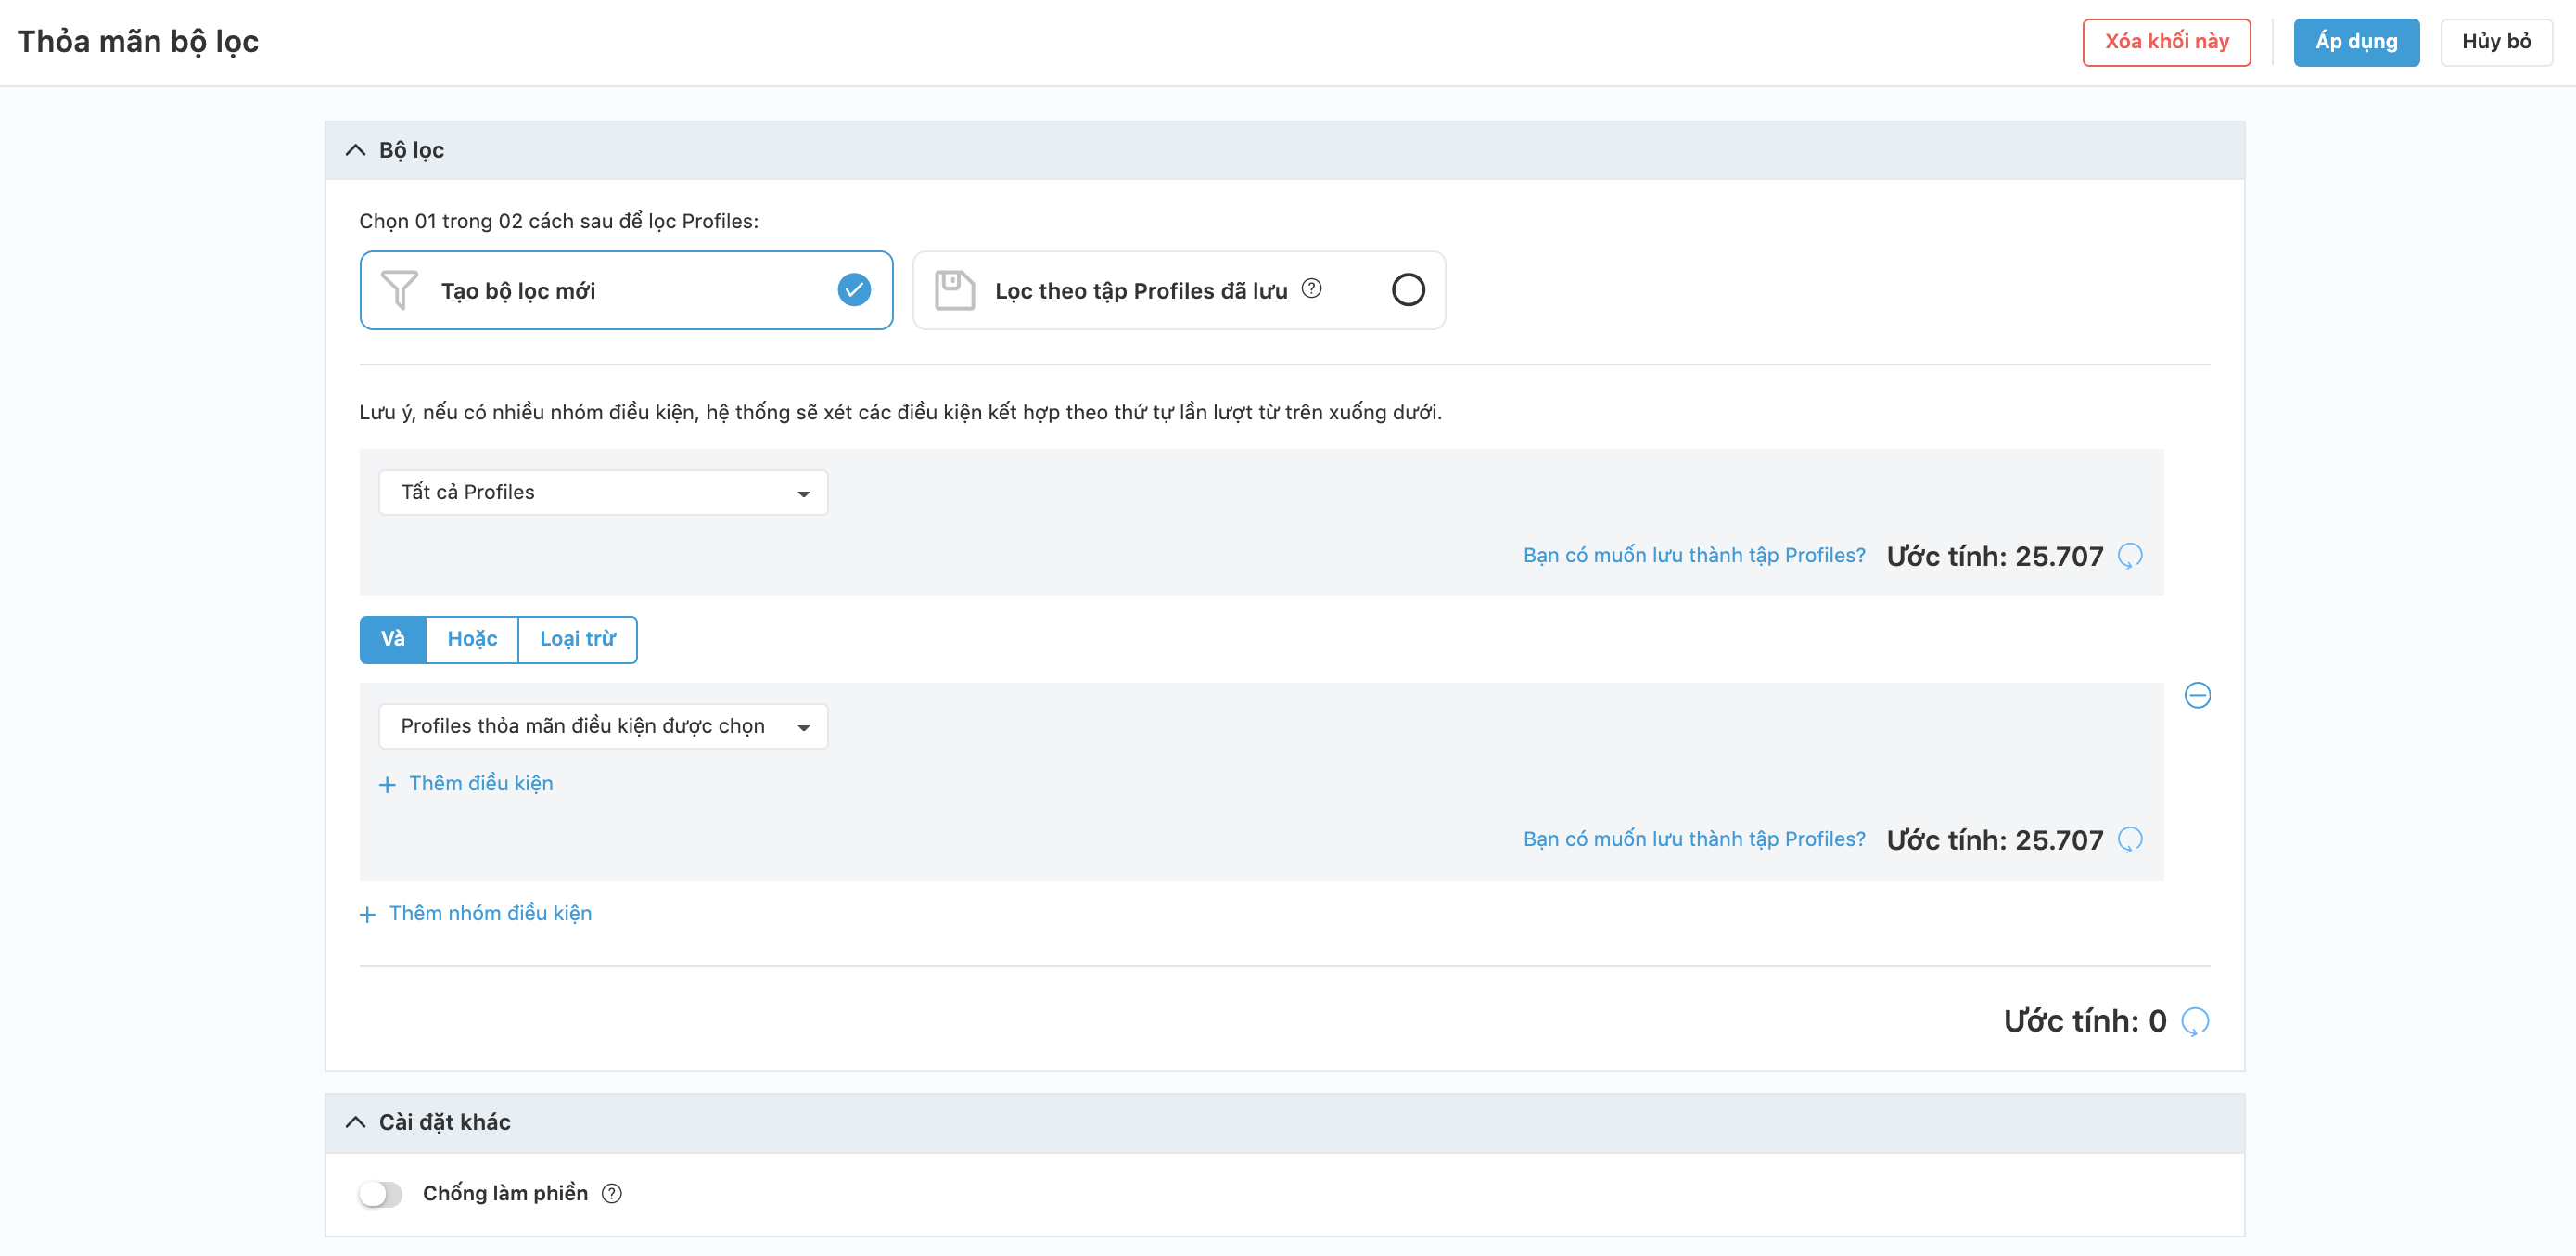 Thỏa mãn bộ lọc
Xóa khối này
Áp dụng
Hủy bỏ
Bộ lọc
Chọn 01 trong 02 cách sau để lọc Profiles:
Tạo bộ lọc mới
Lọc theo tập Profiles đã lưu ?
Lưu ý, nếu có nhiều nhóm điều kiện, hệ thống sẽ xét các điều kiện kết hợp theo thứ tự lần lượt từ trên xuống dưới.
Tất cả Profiles
Bạn có muốn lưu thành tập Profiles? Ước tính: 25.707
Và Hoặc Loại trừ
Profiles thỏa mãn điều kiện được chọn
Thêm điều kiện
Bạn có muốn lưu thành tập Profiles? Ước tính: 25.707
Thêm nhóm điều kiện
Ước tính: 0
Cài đặt khác
Chống làm phiền ?